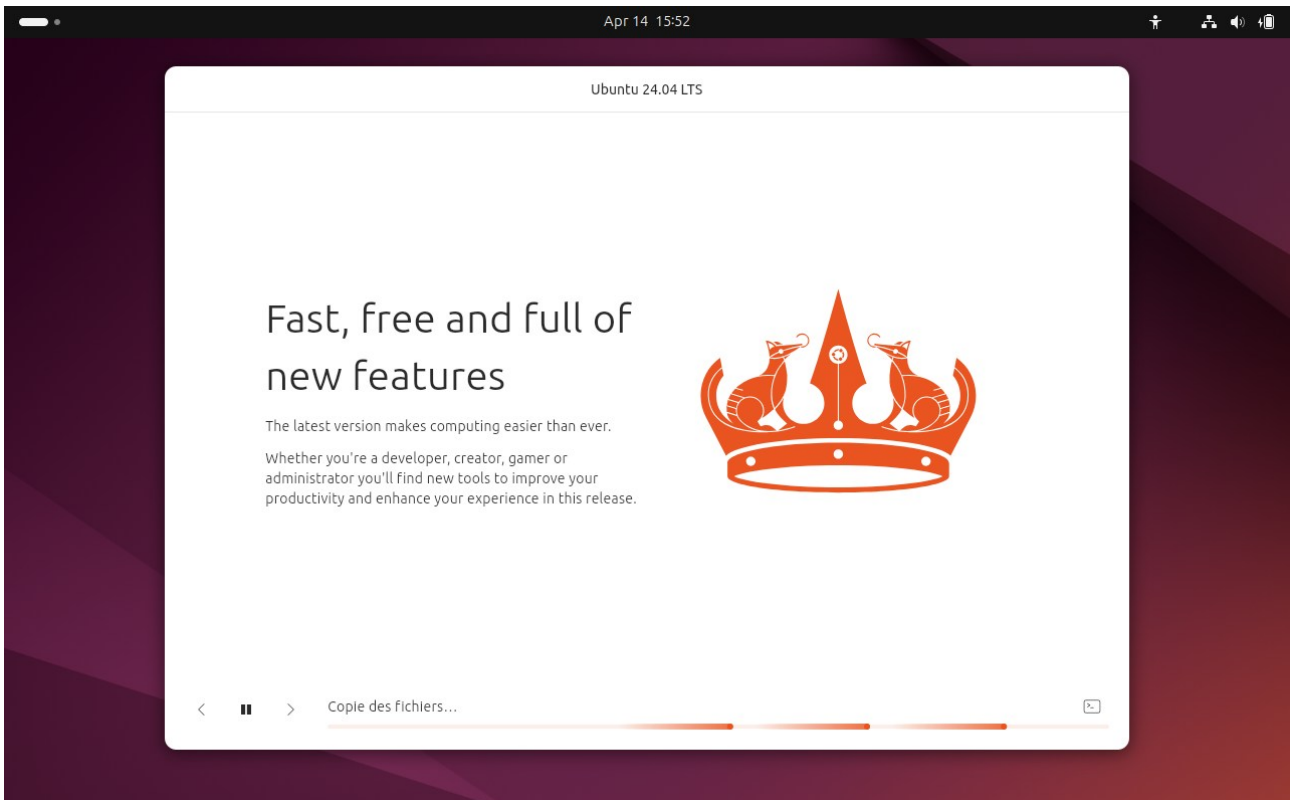 Apr 14 15:52
Ubuntu 24.04 LTS
Fast, free and full of
new features
The latest version makes computing easier than ever.
Whether you're a developer, creator, gamer or
administrator you'll find new tools to improve your
productivity and enhance your experience in this release.
Copie des fichiers...